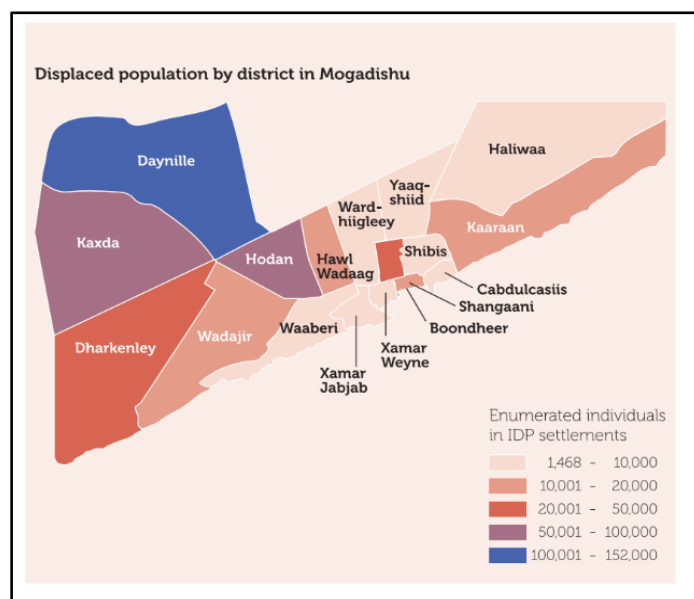 Displaced population by district in Mogadishu
Daynille
Haliwaa
Yaaq-
shiid
Ward-
hiigleey
Kaaraan
Kaxda
Hodan
Hawl
Wadaag
Shibis
Cabdulcasiis
Shangaani
Boondheer
Dharkenley
Wadajir
Waaberi
Xamar
Weyne
Xamar
Jabjab
Enumerated individuals
in IDP settlements
1,468 - 10,000
10,001 - 20,000
20,001 - 50,000
50,001 - 100,000
100,001 - 152,000